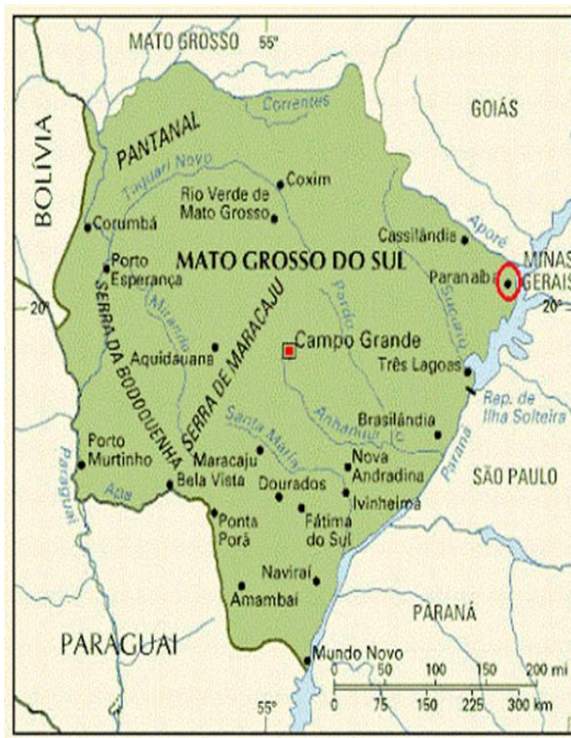 MATO GROSSO
55°
GOIÁS
BOLÍVIA
PANTANAL
Correntes
Taquari Novo
Coxim
Rio Verde de
Mato Grosso
Corumbá
Cassilândia
Aporé
MINAS
GERAIS
Porto
Esperança
MATO GROSSO DO SUL
Paranaíba
20°
20°
SERRA DA BODOQUENHA
Miranda
SERRA DE MARACAJU
Pardo
Sucuriú
Campo Grande
Aquidauana
Três Lagoas
Rep. de
Ilha Solteira
Brasilândia
Santa Maria
Paraná
Porto
Murtinho
Paraguai
Maracaju
Nova
Andradina
SÃO PAULO
Apa
Bela Vista
Dourados
Ivinheima
Ponta
Porã
Fátima
do Sul
Naviraí
Amambaí
PARANÁ
PARAGUAI
Mundo Novo
0 50 100 150 200 mi
0 75 150 225 300 km
55°